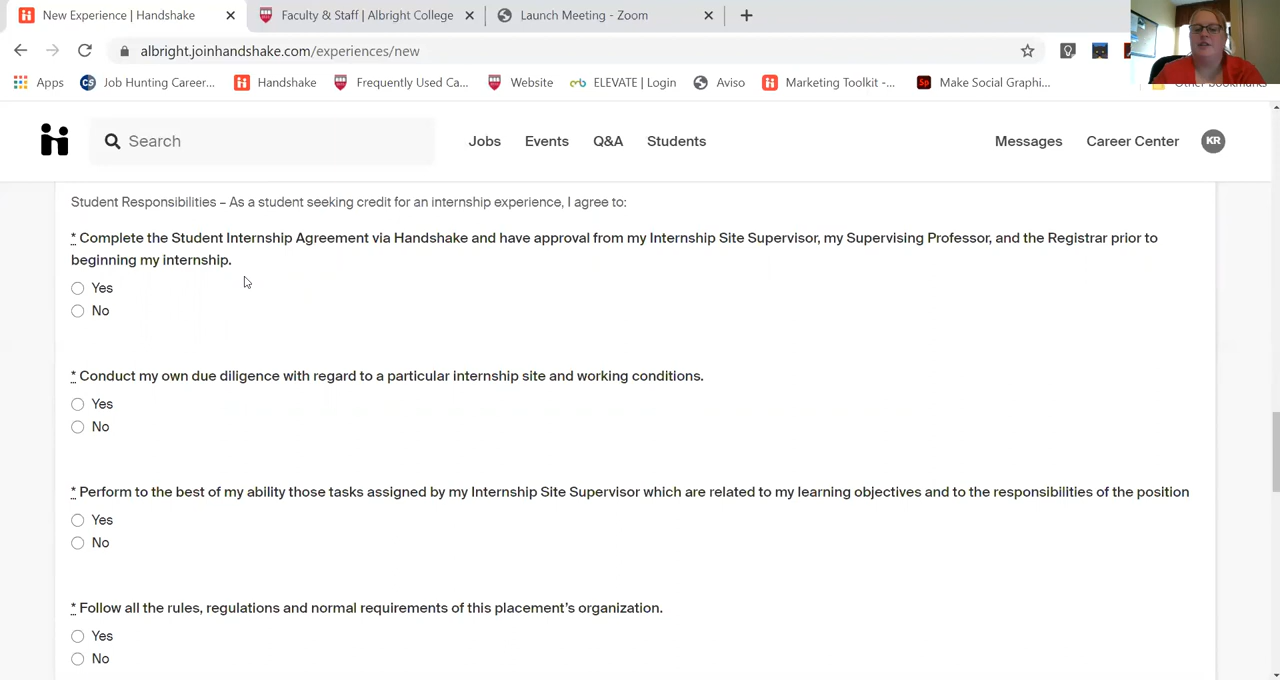 New Experience | Handshake
Faculty & Staff | Albright College
Launch Meeting - Zoom
albright.joinhandshake.com/experiences/new
Apps
Job Hunting Career...
Handshake
Frequently Used Ca...
Website
ELEVATE | Login
Aviso
Marketing Toolkit -...
Sp
Make Social Graphi...
Other bookmarks
Search
Jobs
Events
Q&A
Students
Messages
Career Center
KR
Student Responsibilities – As a student seeking credit for an internship experience, I agree to:
* Complete the Student Internship Agreement via Handshake and have approval from my Internship Site Supervisor, my Supervising Professor, and the Registrar prior to
beginning my internship.
Yes
No
* Conduct my own due diligence with regard to a particular internship site and working conditions.
Yes
No
* Perform to the best of my ability those tasks assigned by my Internship Site Supervisor which are related to my learning objectives and to the responsibilities of the position
Yes
No
* Follow all the rules, regulations and normal requirements of this placement's organization.
Yes
No